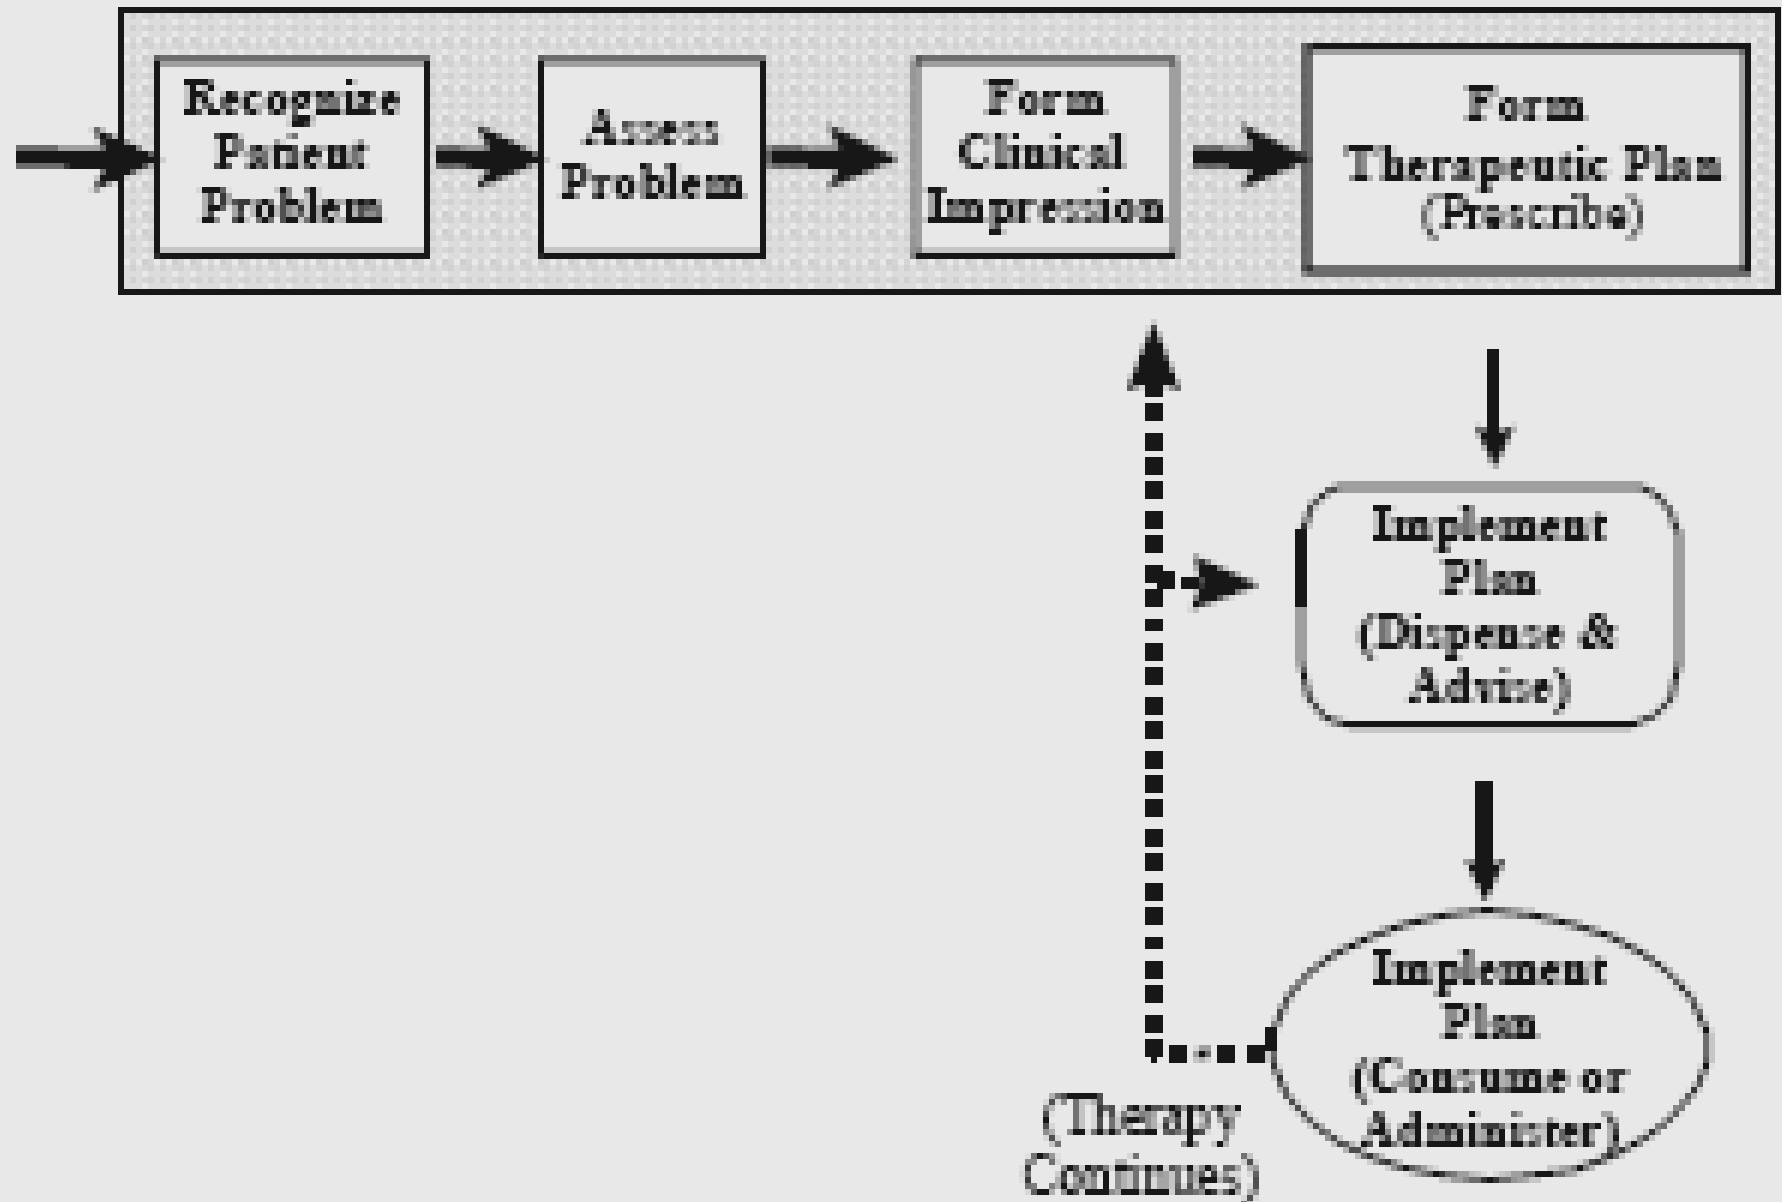 Recognize
Patient
Problem
Assess
Problem
Form
Clinical
Impression
Form
Therapeutic Plan
(Prescribe)
Implement
Plan
(Dispense &
Advise)
Implement
Plan
(Consume or
Administer)
(Therapy
Continues)